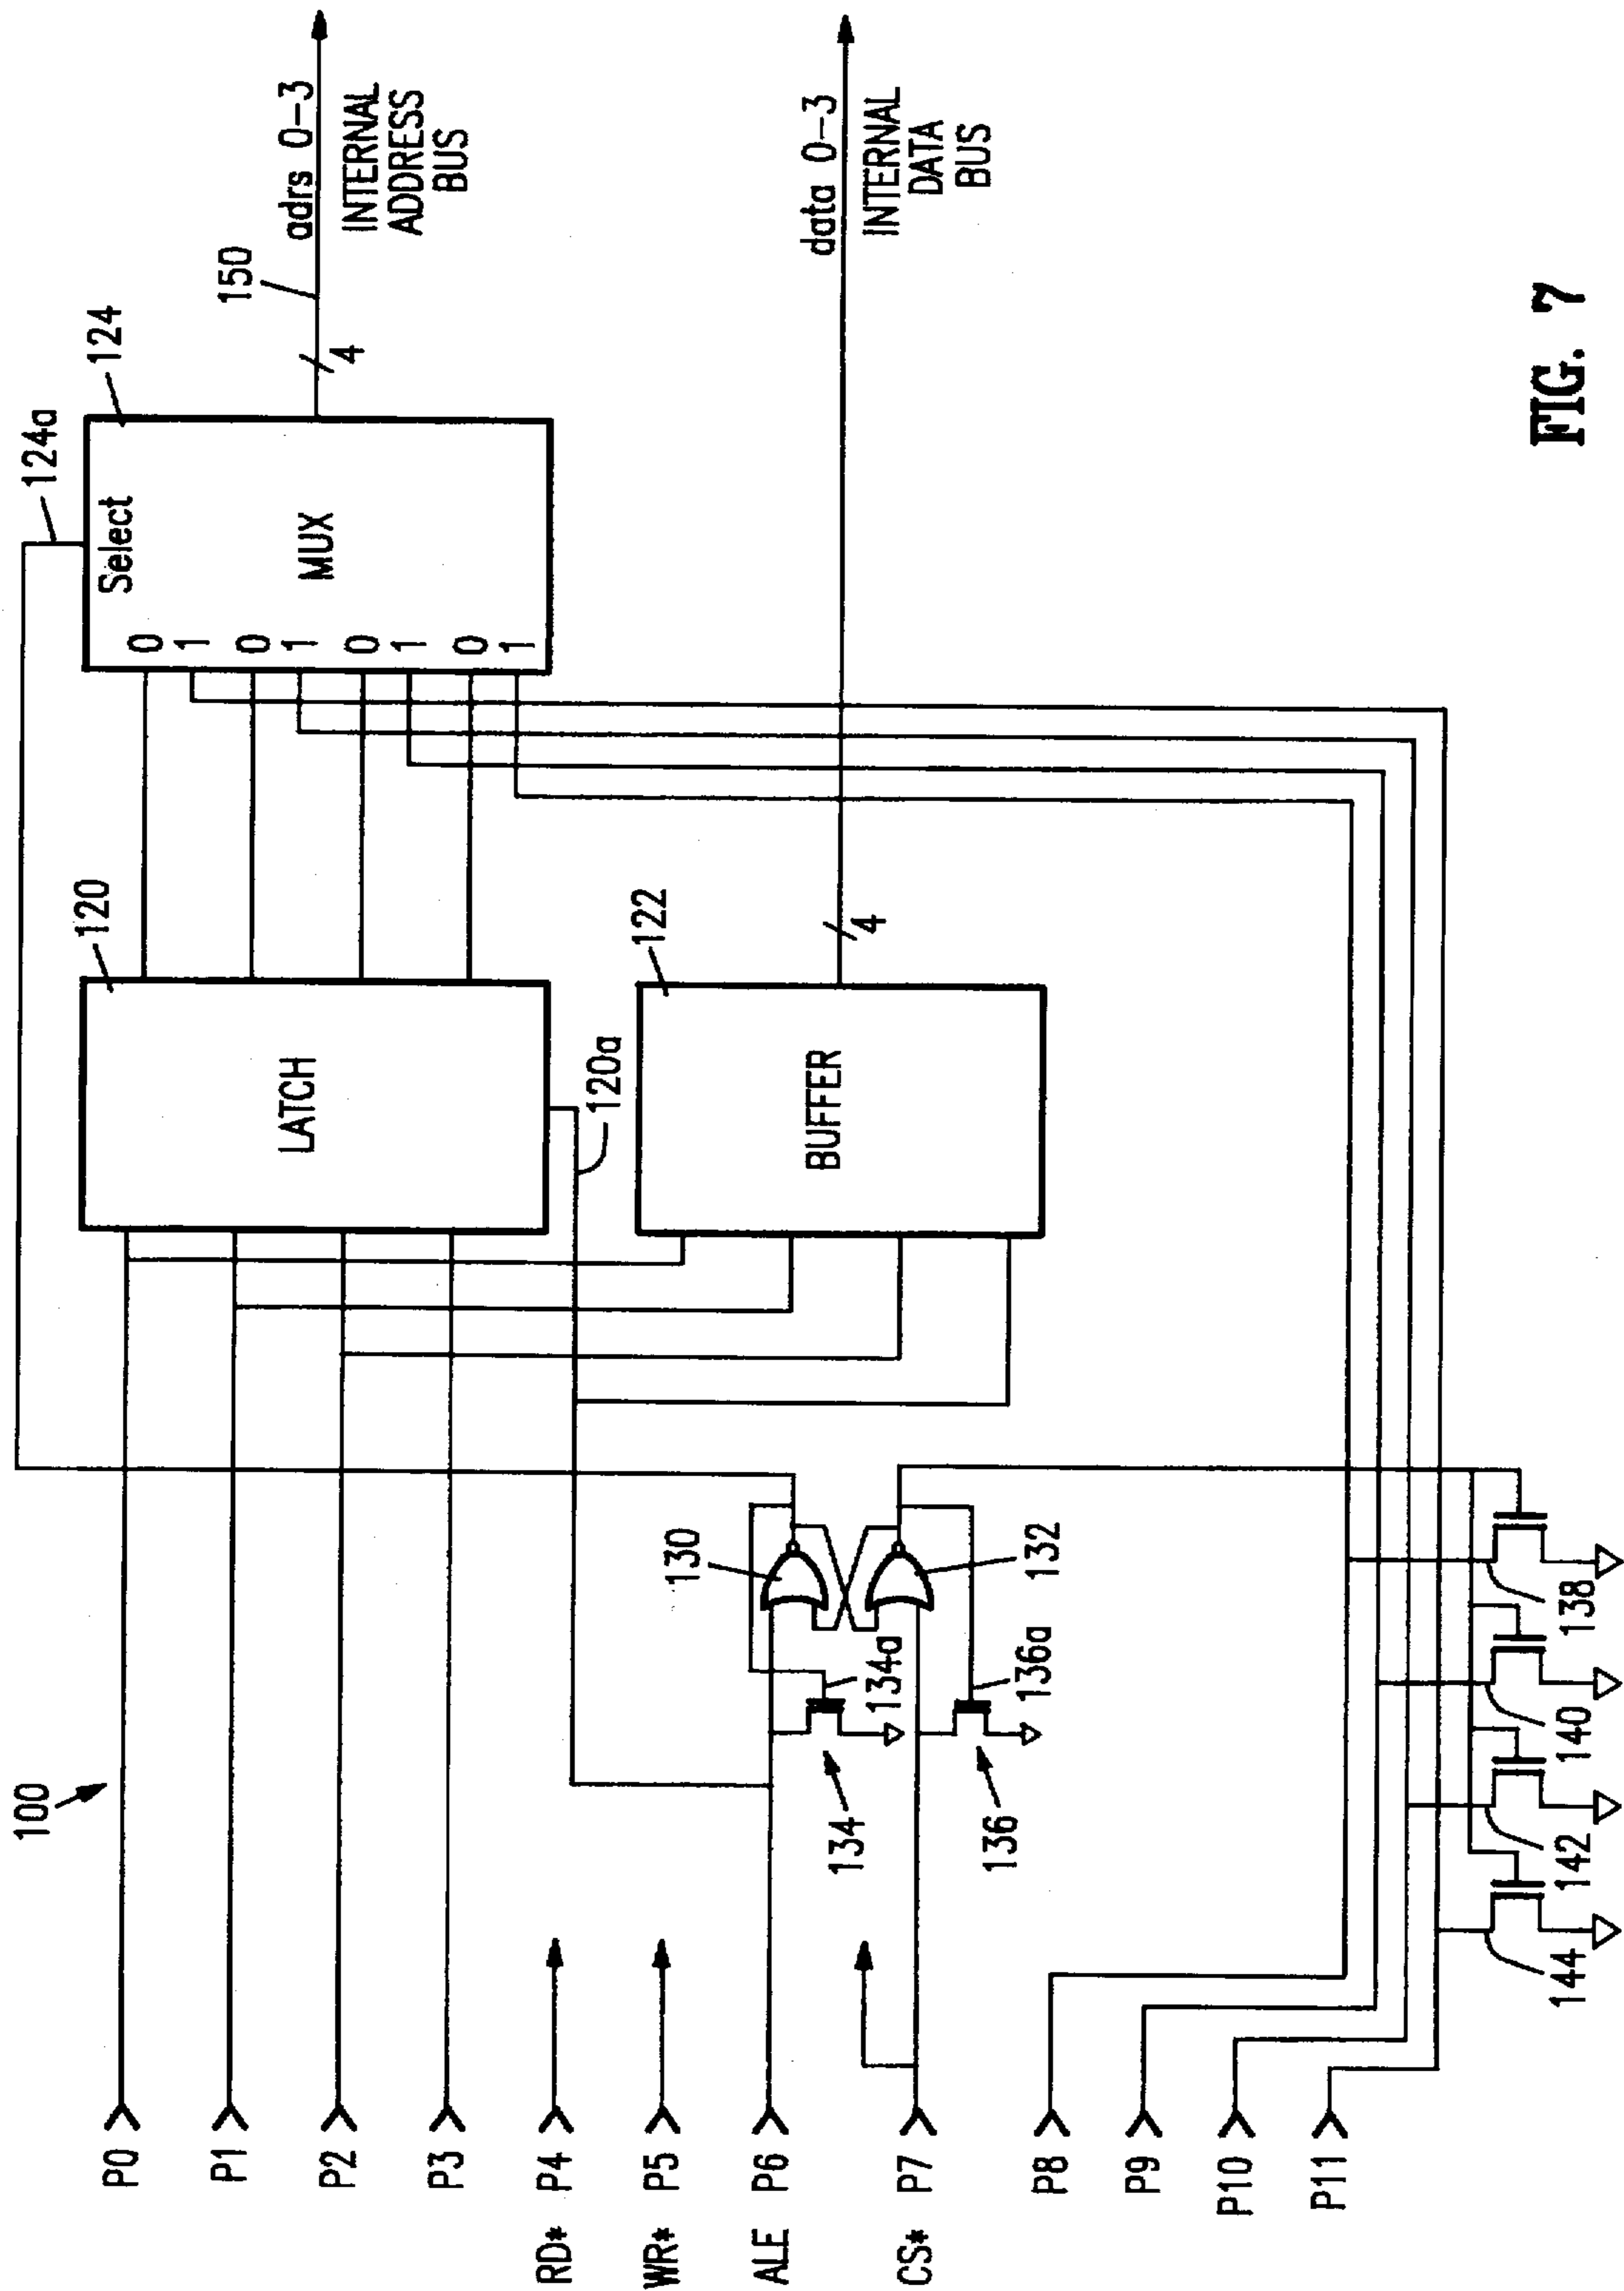 100
124a
124
Select
0
1
0
1
0
1
0
1
MUX
150
4
adrs 0-3
INTERNAL
ADDRESS
BUS
120
LATCH
120a
122
BUFFER
4
data 0-3
INTERNAL
DATA
BUS
P0
P1
P2
P3
RD* P4
WR* P5
ALE P6
CS* P7
P8
P9
P10
P11
130
132
134a
134
136a
136
138
140
142
144
FIG. 7